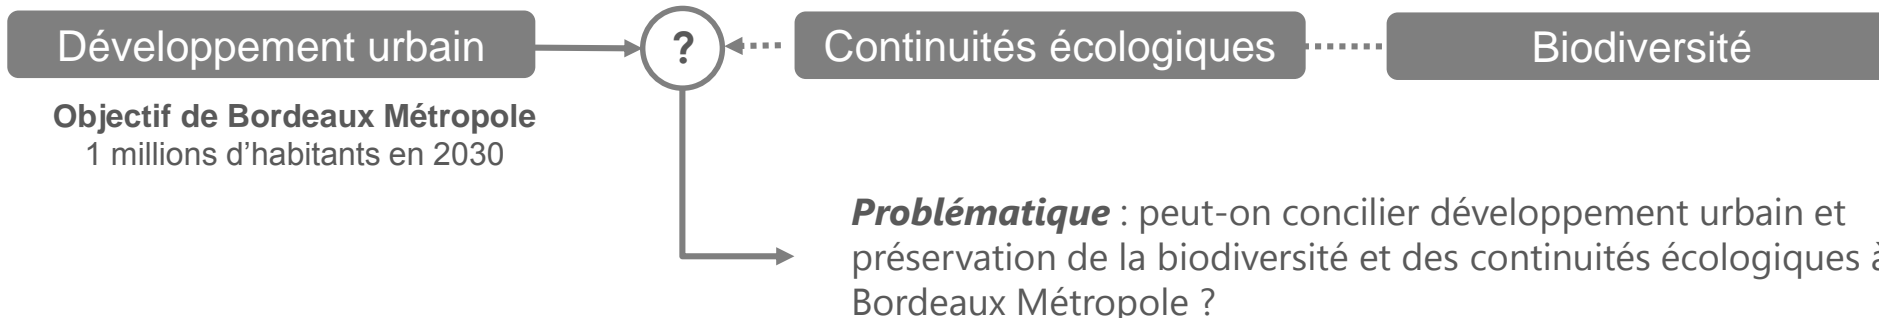 Développement urbain
?
Continuités écologiques
Biodiversité
Objectif de Bordeaux Métropole
1 millions d’habitants en 2030
Problématique : peut-on concilier développement urbain et
préservation de la biodiversité et des continuités écologiques à
Bordeaux Métropole ?